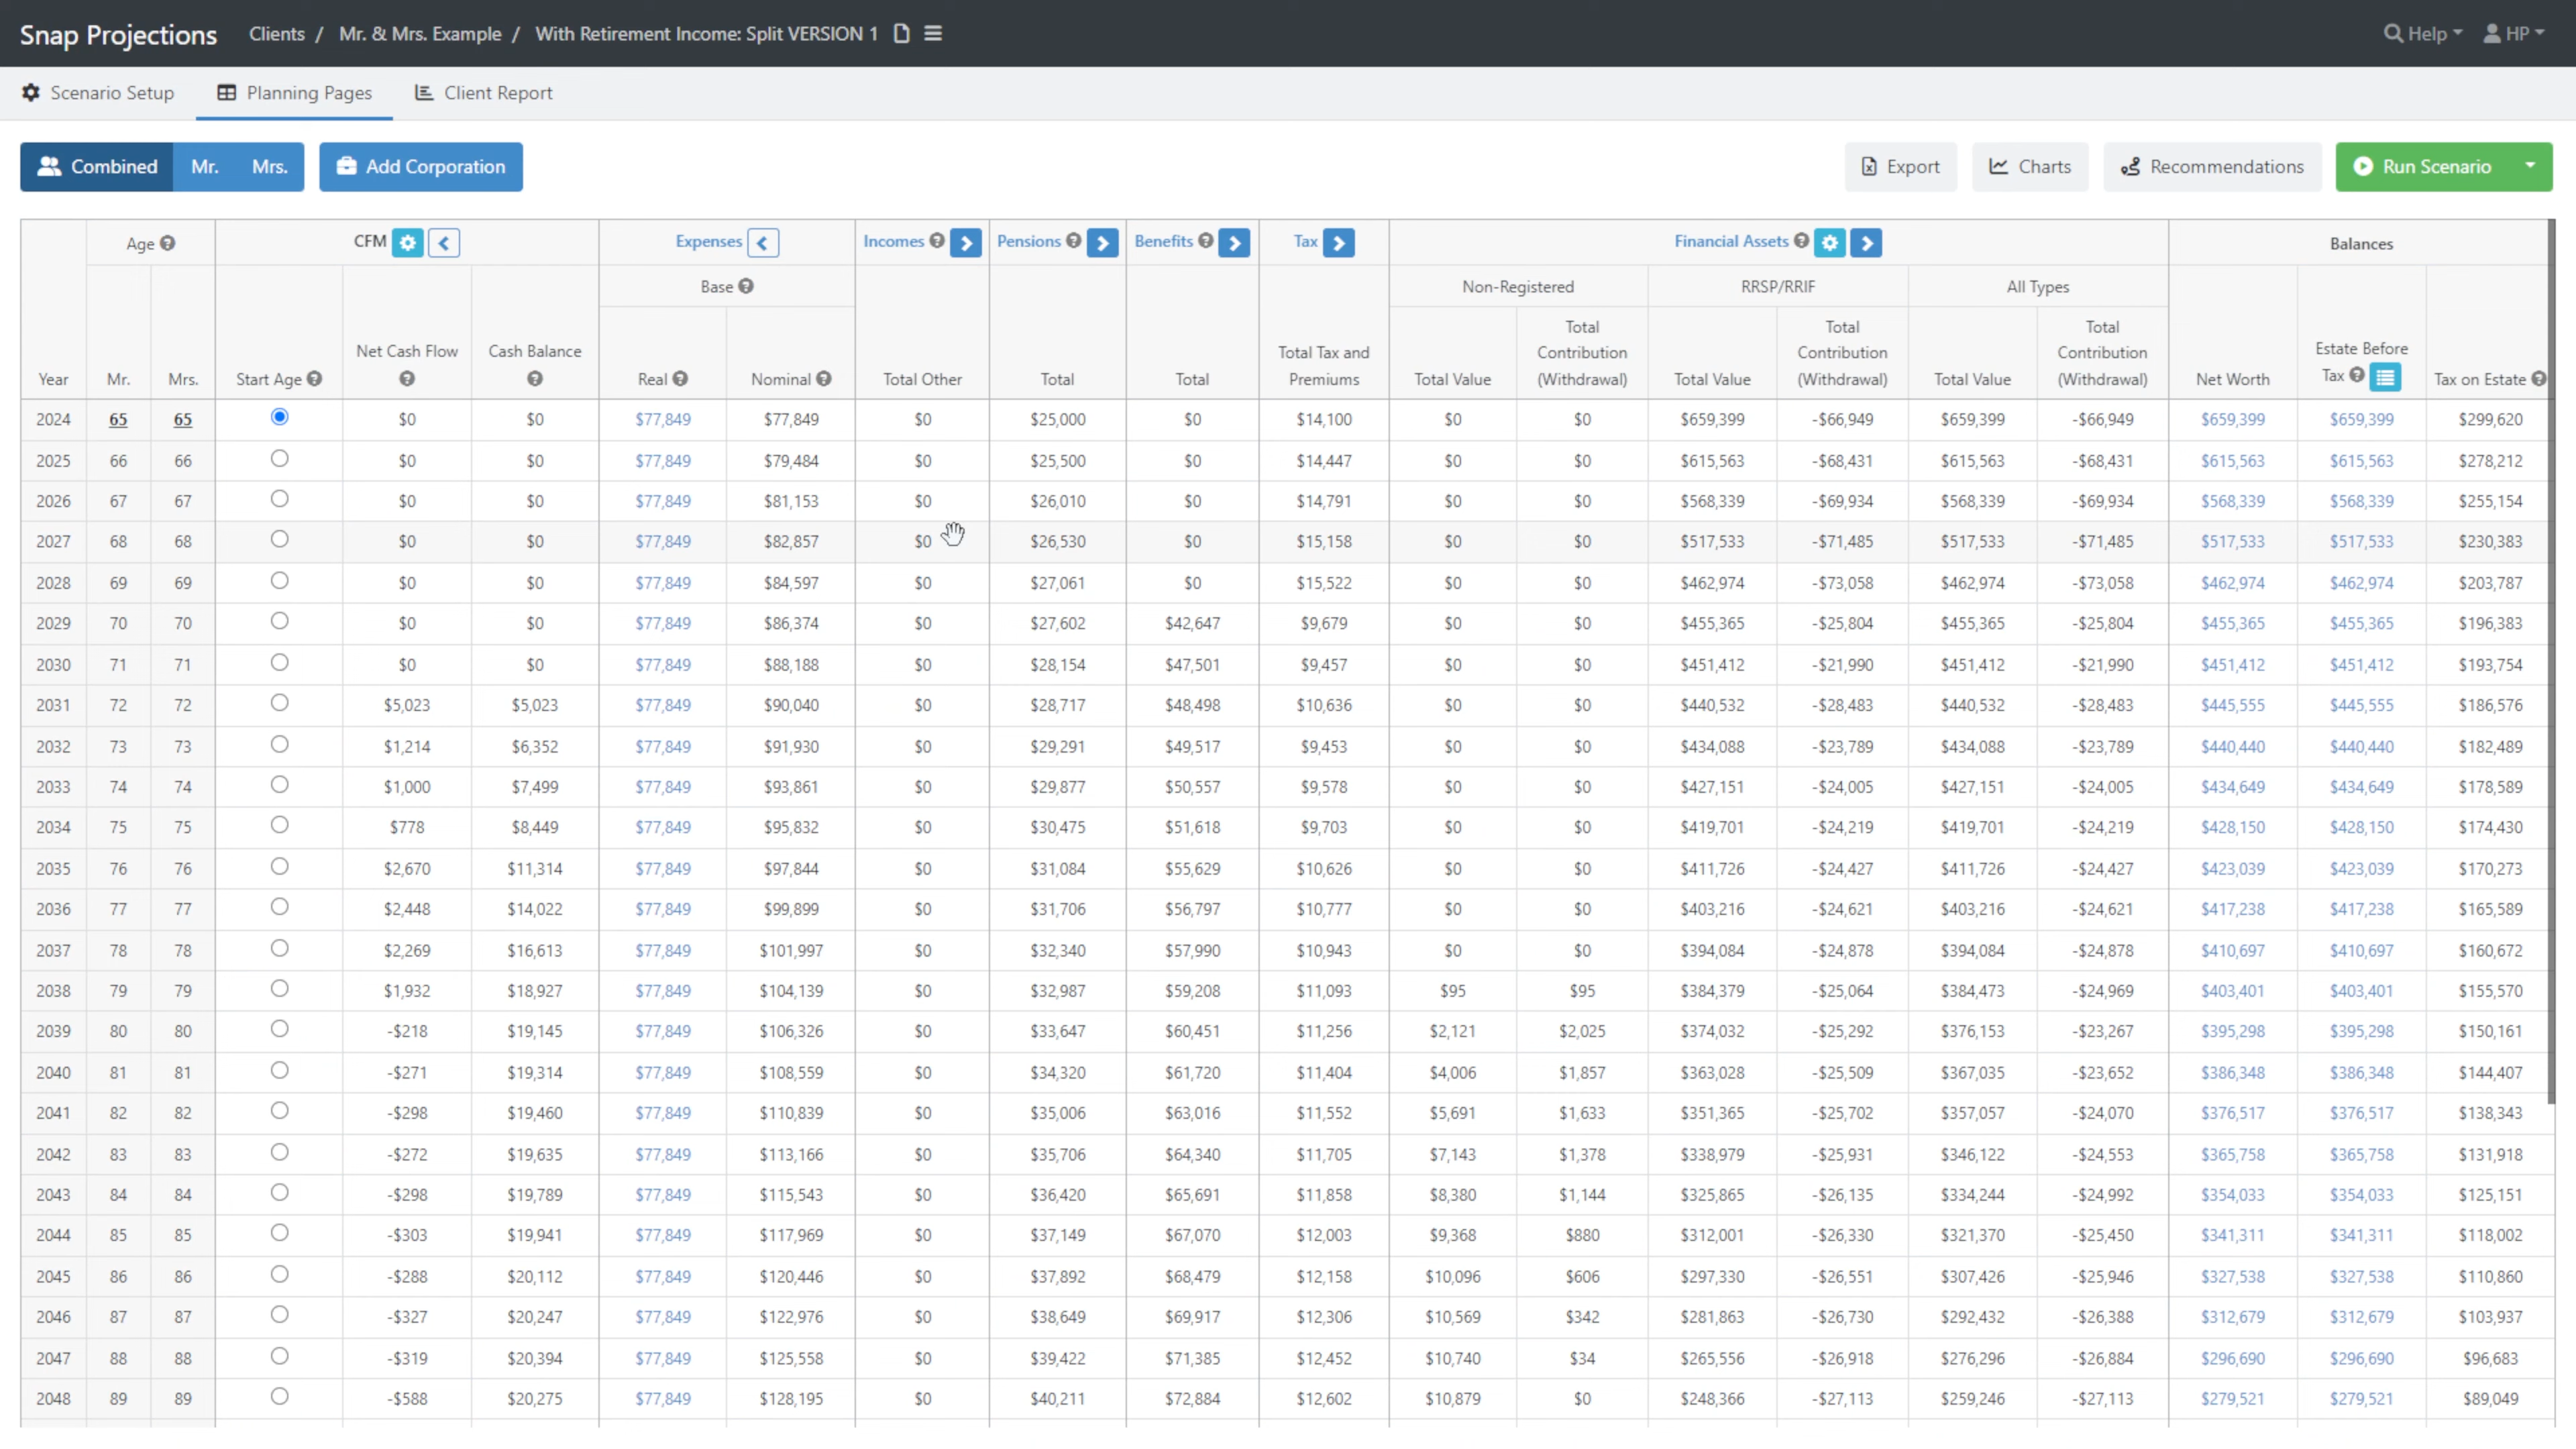 Snap Projections Clients / Mr. & Mrs. Example / With Retirement Income: Split VERSION 1 Help HP
Scenario Setup Planning Pages Client Report
Combined Mr. Mrs. Add Corporation Export Charts Recommendations Run Scenario
Age CFM Expenses Incomes Pensions Benefits Tax Financial Assets Balances
Base Non-Registered RRSP/RRIF All Types
Year Mr. Mrs. Start Age Net Cash Flow Cash Balance Real Nominal Total Other Total Total Total Tax and Premiums Total Value Total Contribution (Withdrawal) Total Value Total Contribution (Withdrawal) Total Value Total Contribution (Withdrawal) Net Worth Estate Before Tax Tax on Estate
2024 65 65 $0 $0 $77,849 $77,849 $0 $25,000 $0 $14,100 $0 $0 $659,399 -$66,949 $659,399 -$66,949 $659,399 $659,399 $299,620
2025 66 66 $0 $0 $77,849 $79,484 $0 $25,500 $0 $14,447 $0 $0 $615,563 -$68,431 $615,563 -$68,431 $615,563 $615,563 $278,212
2026 67 67 $0 $0 $77,849 $81,153 $0 $26,010 $0 $14,791 $0 $0 $568,339 -$69,934 $568,339 -$69,934 $568,339 $568,339 $255,154
2027 68 68 $0 $0 $77,849 $82,857 $0 $26,530 $0 $15,158 $0 $0 $517,533 -$71,485 $517,533 -$71,485 $517,533 $517,533 $230,383
2028 69 69 $0 $0 $77,849 $84,597 $0 $27,061 $0 $15,522 $0 $0 $462,974 -$73,058 $462,974 -$73,058 $462,974 $462,974 $203,787
2029 70 70 $0 $0 $77,849 $86,374 $0 $27,602 $42,647 $9,679 $0 $0 $455,365 -$25,804 $455,365 -$25,804 $455,365 $455,365 $196,383
2030 71 71 $0 $0 $77,849 $88,188 $0 $28,154 $47,501 $9,457 $0 $0 $451,412 -$21,990 $451,412 -$21,990 $451,412 $451,412 $193,754
2031 72 72 $5,023 $5,023 $77,849 $90,040 $0 $28,717 $48,498 $10,636 $0 $0 $440,532 -$28,483 $440,532 -$28,483 $445,555 $445,555 $186,576
2032 73 73 $1,214 $6,352 $77,849 $91,930 $0 $29,291 $49,517 $9,453 $0 $0 $434,088 -$23,789 $434,088 -$23,789 $440,440 $440,440 $182,489
2033 74 74 $1,000 $7,499 $77,849 $93,861 $0 $29,877 $50,557 $9,578 $0 $0 $427,151 -$24,005 $427,151 -$24,005 $434,649 $434,649 $178,589
2034 75 75 $778 $8,449 $77,849 $95,832 $0 $30,475 $51,618 $9,703 $0 $0 $419,701 -$24,219 $419,701 -$24,219 $428,150 $428,150 $174,430
2035 76 76 $2,670 $11,314 $77,849 $97,844 $0 $31,084 $55,629 $10,626 $0 $0 $411,726 -$24,427 $411,726 -$24,427 $423,039 $423,039 $170,273
2036 77 77 $2,448 $14,022 $77,849 $99,899 $0 $31,706 $56,797 $10,777 $0 $0 $403,216 -$24,621 $403,216 -$24,621 $417,238 $417,238 $165,589
2037 78 78 $2,269 $16,613 $77,849 $101,997 $0 $32,340 $57,990 $10,943 $0 $0 $394,084 -$24,878 $394,084 -$24,878 $410,697 $410,697 $160,672
2038 79 79 $1,932 $18,927 $77,849 $104,139 $0 $32,987 $59,208 $11,093 $95 $95 $384,379 -$25,064 $384,473 -$24,969 $403,401 $403,401 $155,570
2039 80 80 -$218 $19,145 $77,849 $106,326 $0 $33,647 $60,451 $11,256 $2,121 $2,025 $374,032 -$25,292 $376,153 -$23,267 $395,298 $395,298 $150,161
2040 81 81 -$271 $19,314 $77,849 $108,559 $0 $34,320 $61,720 $11,404 $4,006 $1,857 $363,028 -$25,509 $367,035 -$23,652 $386,348 $386,348 $144,407
2041 82 82 -$298 $19,460 $77,849 $110,839 $0 $35,006 $63,016 $11,552 $5,691 $1,633 $351,365 -$25,702 $357,057 -$24,070 $376,517 $376,517 $138,343
2042 83 83 -$272 $19,635 $77,849 $113,166 $0 $35,706 $64,340 $11,705 $7,143 $1,378 $338,979 -$25,931 $346,122 -$24,553 $365,758 $365,758 $131,918
2043 84 84 -$298 $19,789 $77,849 $115,543 $0 $36,420 $65,691 $11,858 $8,380 $1,144 $325,865 -$26,135 $334,244 -$24,992 $354,033 $354,033 $125,151
2044 85 85 -$303 $19,941 $77,849 $117,969 $0 $37,149 $67,070 $12,003 $9,368 $880 $312,001 -$26,330 $321,370 -$25,450 $341,311 $341,311 $118,002
2045 86 86 -$288 $20,112 $77,849 $120,446 $0 $37,892 $68,479 $12,158 $10,096 $606 $297,330 -$26,551 $307,426 -$25,946 $327,538 $327,538 $110,860
2046 87 87 -$327 $20,247 $77,849 $122,976 $0 $38,649 $69,917 $12,306 $10,569 $342 $281,863 -$26,730 $292,432 -$26,388 $312,679 $312,679 $103,937
2047 88 88 -$319 $20,394 $77,849 $125,558 $0 $39,422 $71,385 $12,452 $10,740 $34 $265,556 -$26,918 $276,296 -$26,884 $296,690 $296,690 $96,683
2048 89 89 -$588 $20,275 $77,849 $128,195 $0 $40,211 $72,884 $12,602 $10,879 $0 $248,366 -$27,113 $259,246 -$27,113 $279,521 $279,521 $89,049